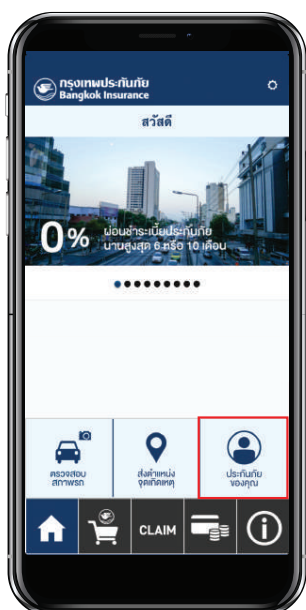 กรุงเทพประกันภัย
Bangkok Insurance
สวัสดี
0%
ผ่อนชำระเบี้ยประกันภัย
นานสูงสุด 6 หรือ 10 เดือน
ตรวจสอบ
สภาพรถ
ส่งตำแหน่ง
จุดเกิดเหตุ
ประกันภัย
ของคุณ
CLAIM